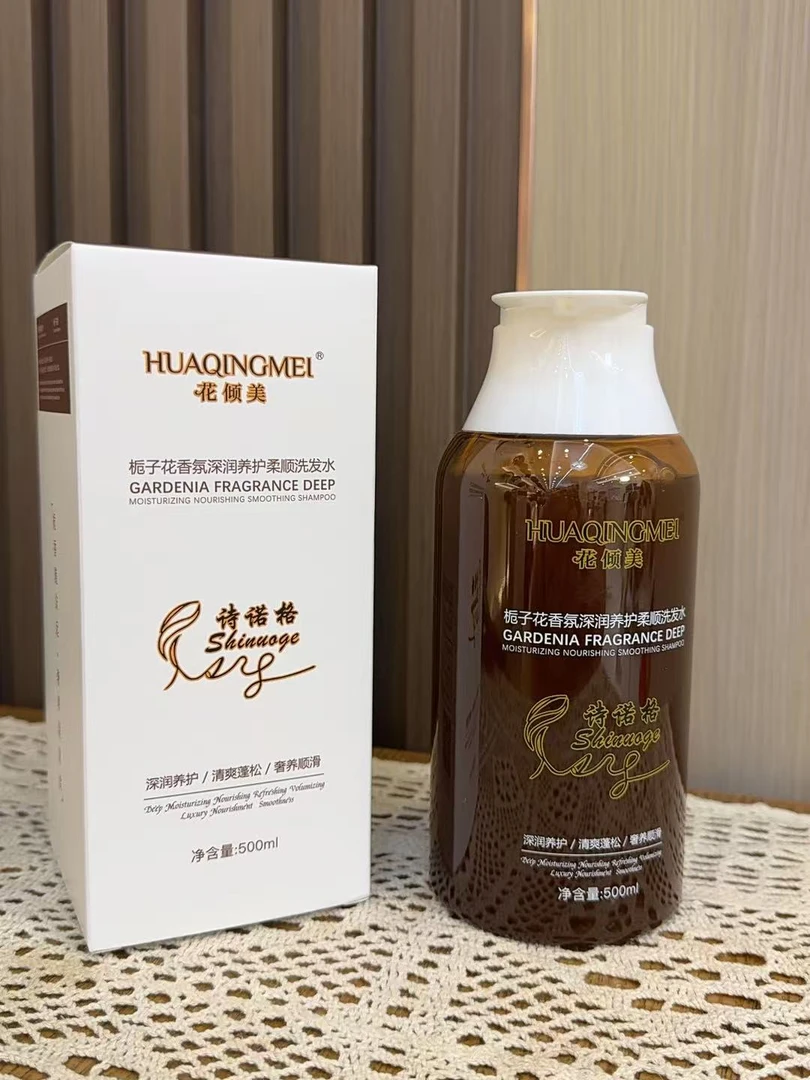 HUAQINGMEI®
花倾美
栀子花香氛深润养护柔顺洗发水
GARDENIA FRAGRANCE DEEP
MOISTURIZING NOURISHING SMOOTHING SHAMPOO
诗诺格
Shinuoge
深润养护 / 清爽蓬松 / 奢养顺滑
Deep Moisturizing Nourishing Refreshing Volumizing
Luxury Nourishment Smoothness
净含量:500ml
HUAQINGMEI
花倾美
栀子花香氛深润养护柔顺洗发水
GARDENIA FRAGRANCE DEEP
MOISTURIZING NOURISHING SMOOTHING SHAMPOO
诗诺格
Shinuoge
深润养护 / 清爽蓬松 / 奢养顺滑
Deep Moisturizing Nourishing Refreshing Volumizing
Luxury Nourishment Smoothness
净含量:500ml